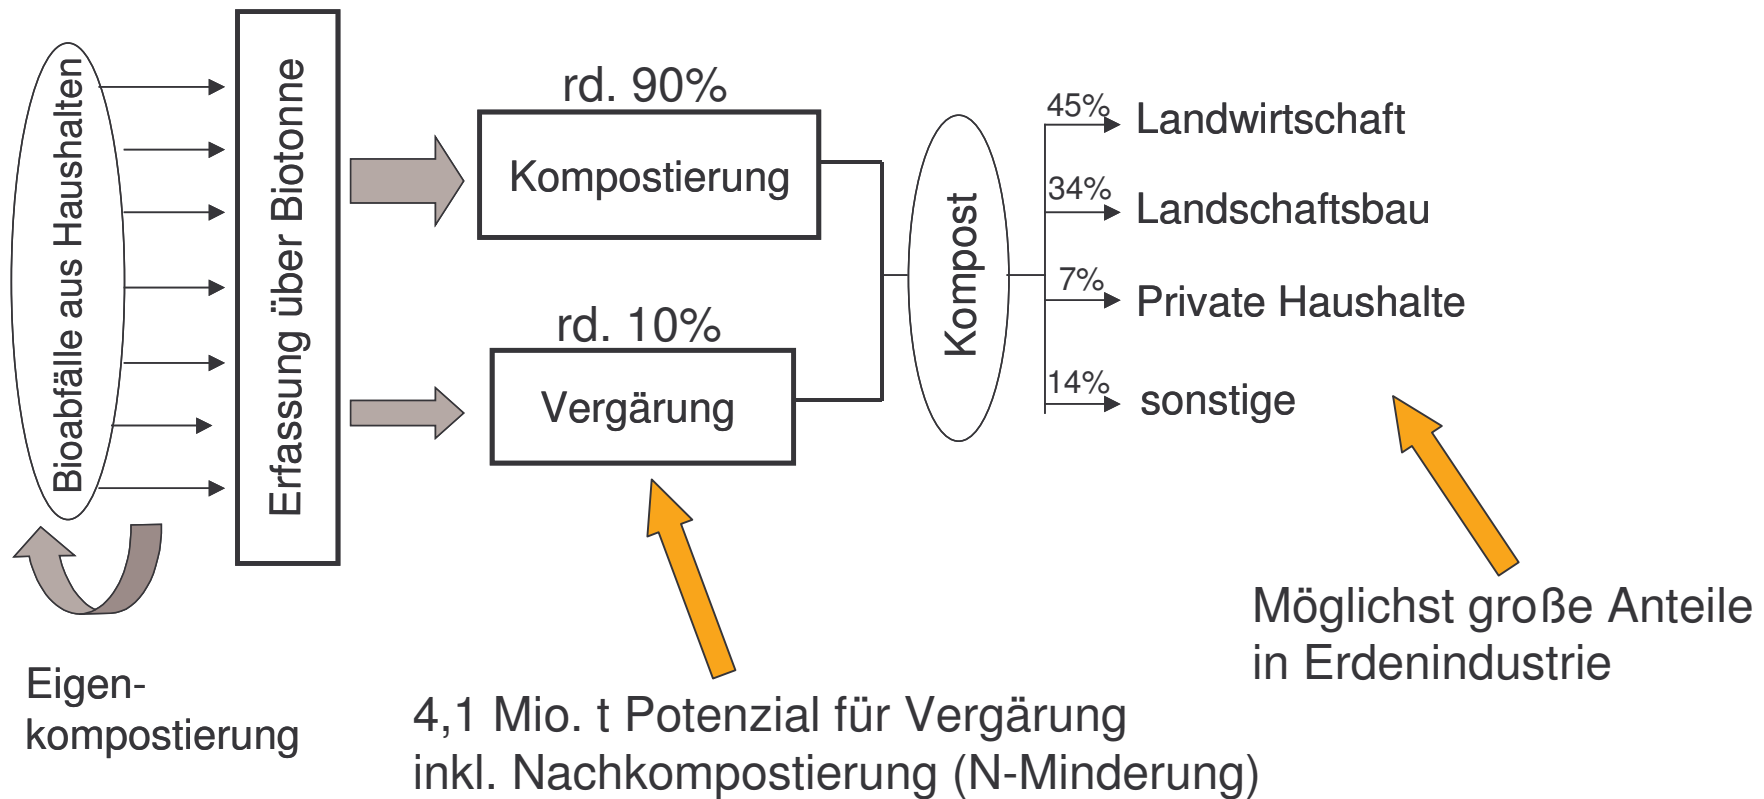 Bioabfälle aus Haushalten
Erfassung über Biotonne
rd. 90%
Kompostierung
rd. 10%
Vergärung
Kompost
45%
Landwirtschaft
34%
Landschaftsbau
7%
Private Haushalte
14%
sonstige
Eigen-
kompostierung
4,1 Mio. t Potenzial für Vergärung
inkl. Nachkompostierung (N-Minderung)
Möglichst große Anteile
in Erdenindustrie